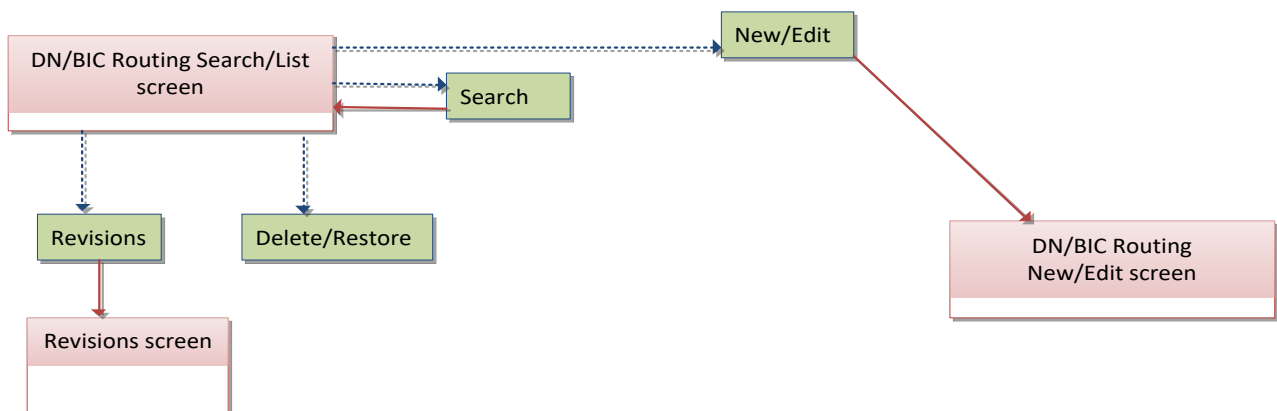 New/Edit
DN/BIC Routing Search/List
screen
Search
Revisions
Delete/Restore
DN/BIC Routing
New/Edit screen
Revisions screen